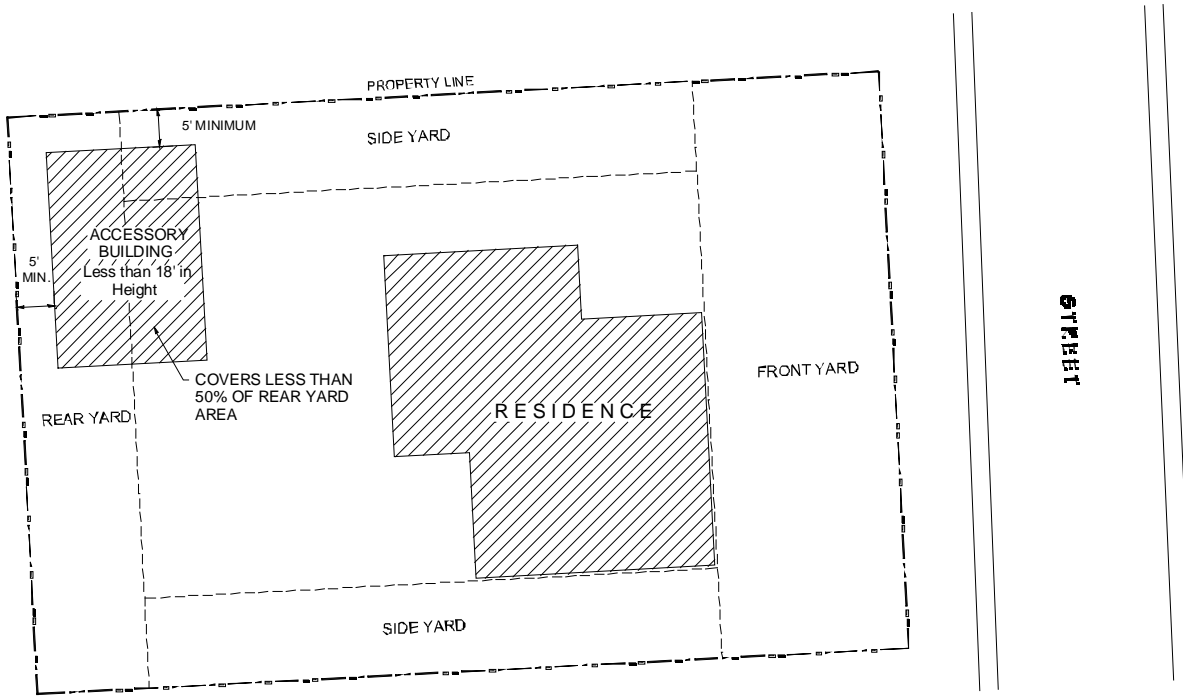 PROPERTY LINE
5' MINIMUM
SIDE YARD
ACCESSORY
BUILDING
Less than 18' in
Height
5'
MIN.
COVERS LESS THAN
50% OF REAR YARD
AREA
REAR YARD
RESIDENCE
FRONT YARD
STREET
SIDE YARD